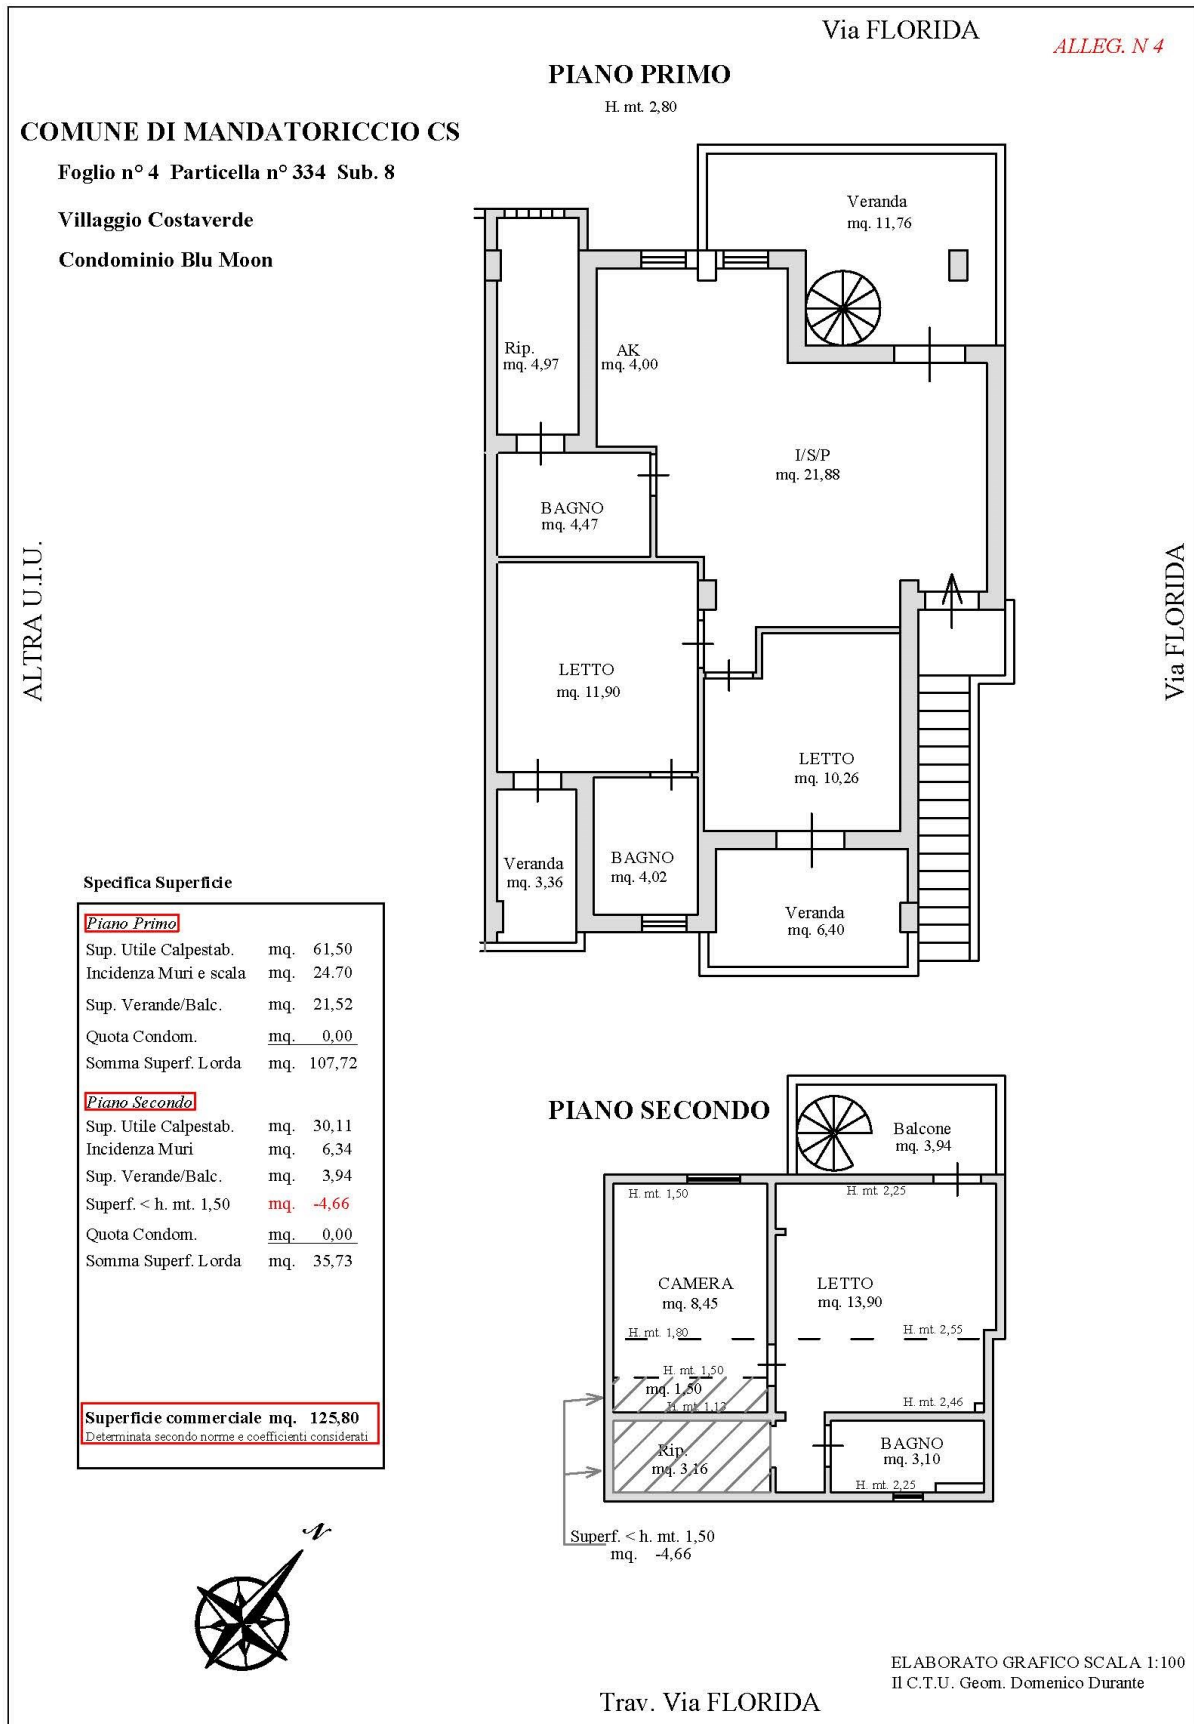 Via FLORIDA
ALLEG. N 4
PIANO PRIMO
H. mt. 2,80
COMUNE DI MANDATORICCIO CS
Foglio n° 4 Particella n° 334 Sub. 8
Villaggio Costaverde
Condominio Blu Moon
Veranda
mq. 11,76
Rip.
mq. 4,97
AK
mq. 4,00
I/S/P
mq. 21,88
BAGNO
mq. 4,47
ALTRA U.I.U.
Via FLORIDA
LETTO
mq. 11,90
LETTO
mq. 10,26
Veranda
mq. 3,36
BAGNO
mq. 4,02
Veranda
mq. 6,40
Specifica Superficie
Piano Primo
Sup. Utile Calpestab. mq. 61,50
Incidenza Muri e scala mq. 24.70
Sup. Verande/Balc. mq. 21,52
Quota Condom. mq. 0,00
Somma Superf. Lorda mq. 107,72
Piano Secondo
Sup. Utile Calpestab. mq. 30,11
Incidenza Muri mq. 6,34
Sup. Verande/Balc. mq. 3,94
Superf. < h. mt. 1,50 mq. -4,66
Quota Condom. mq. 0,00
Somma Superf. Lorda mq. 35,73
Superficie commerciale mq. 125,80
Determinata secondo norme e coefficienti considerati
PIANO SECONDO
Balcone
mq. 3,94
H. mt. 1,50
H. mt. 2,25
CAMERA
mq. 8,45
LETTO
mq. 13,90
H. mt. 1,80
H. mt. 2,55
H. mt. 1,50
mq. 1,50
H. mt. 1,13
H. mt. 2,46
Rip.
mq. 3,16
BAGNO
mq. 3,10
H. mt. 2,25
Superf. < h. mt. 1,50
mq. -4,66
N
ELABORATO GRAFICO SCALA 1:100
Il C.T.U. Geom. Domenico Durante
Trav. Via FLORIDA